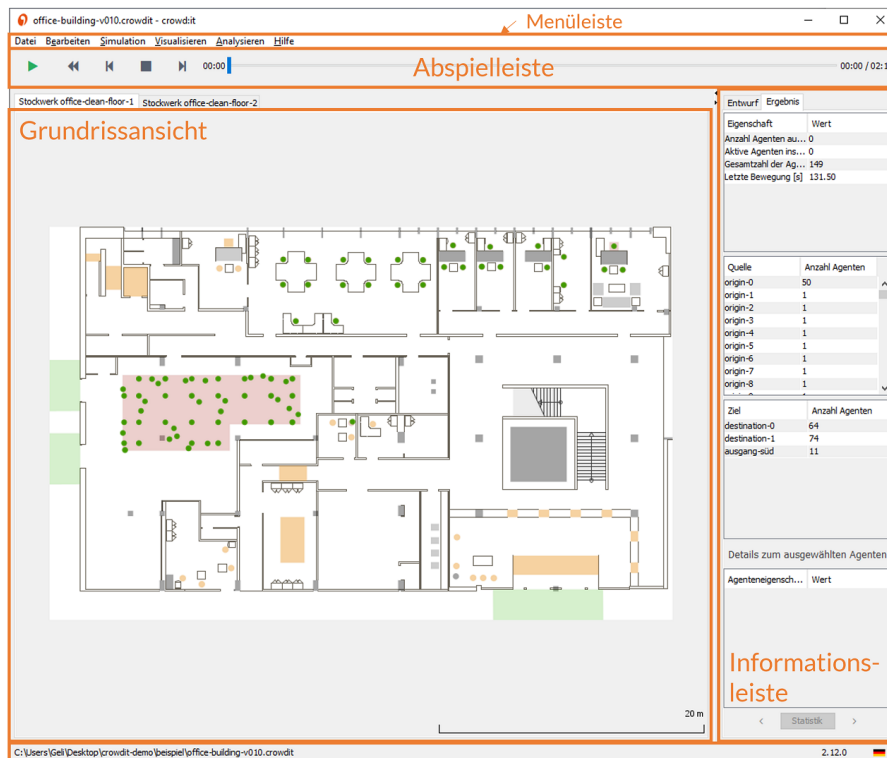 office-building-v010.crowdit - crowd:it
Menüleiste
Datei Bearbeiten Simulation Visualisieren Analysieren Hilfe
00:00
Abspielleiste
00:00 / 02:1
Stockwerk office-clean-floor-1 Stockwerk office-clean-floor-2
Grundrissansicht
20 m
Entwurf Ergebnis
Eigenschaft Wert
Anzahl Agenten au... 0
Aktive Agenten ins... 0
Gesamtzahl der Ag... 149
Letzte Bewegung [s] 131.50
Quelle Anzahl Agenten
origin-0 50
origin-1 1
origin-2 1
origin-3 1
origin-4 1
origin-5 1
origin-6 1
origin-7 1
origin-8 1
Ziel Anzahl Agenten
destination-0 64
destination-1 74
ausgang-süd 11
Details zum ausgewählten Agenten
Agenteneigensch... Wert
Informations-
leiste
Statistik
C:\Users\Geli\Desktop\crowdit-demo\beispiel\office-building-v010.crowdit
2.12.0